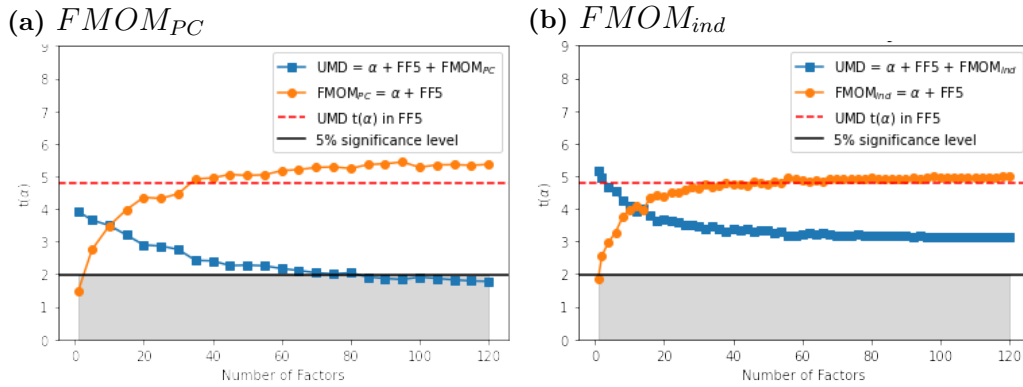 (a) FMOM_PC
9
8
7
6
5
4
3
2
1
0
t(α)
UMD = α + FF5 + FMOM_PC
FMOM_PC = α + FF5
UMD t(α) in FF5
5% significance level
0 20 40 60 80 100 120
Number of Factors
(b) FMOM_ind
9
8
7
6
5
4
3
2
1
0
t(α)
UMD = α + FF5 + FMOM_Ind
FMOM_Ind = α + FF5
UMD t(α) in FF5
5% significance level
0 20 40 60 80 100 120
Number of Factors